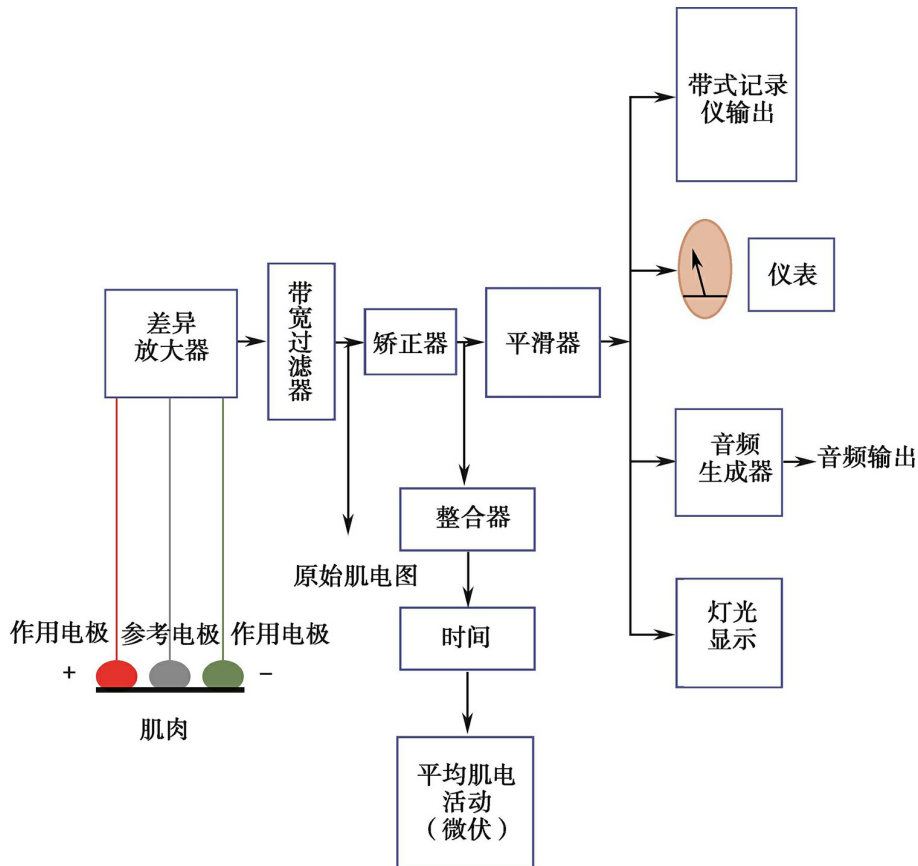 带式记录
仪输出
仪表
差异
放大器
带
宽
过
滤
器
矫正器
平滑器
音频
生成器
音频输出
整合器
原始肌电图
时间
灯光
显示
作用电极 参考电极 作用电极
+
−
肌肉
平均肌电
活动
（微伏）